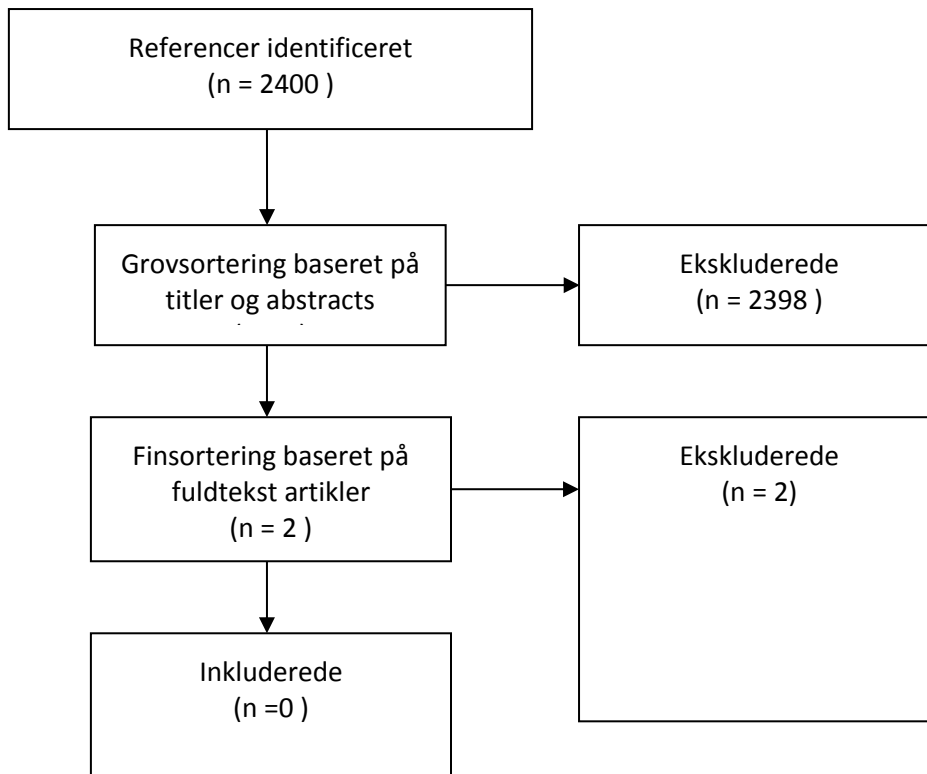 Referencer identificeret
(n = 2400 )
Grovsortering baseret på
titler og abstracts
Ekskluderede
(n = 2398 )
Finsortering baseret på
fuldtekst artikler
(n = 2 )
Ekskluderede
(n = 2)
Inkluderede
(n =0 )